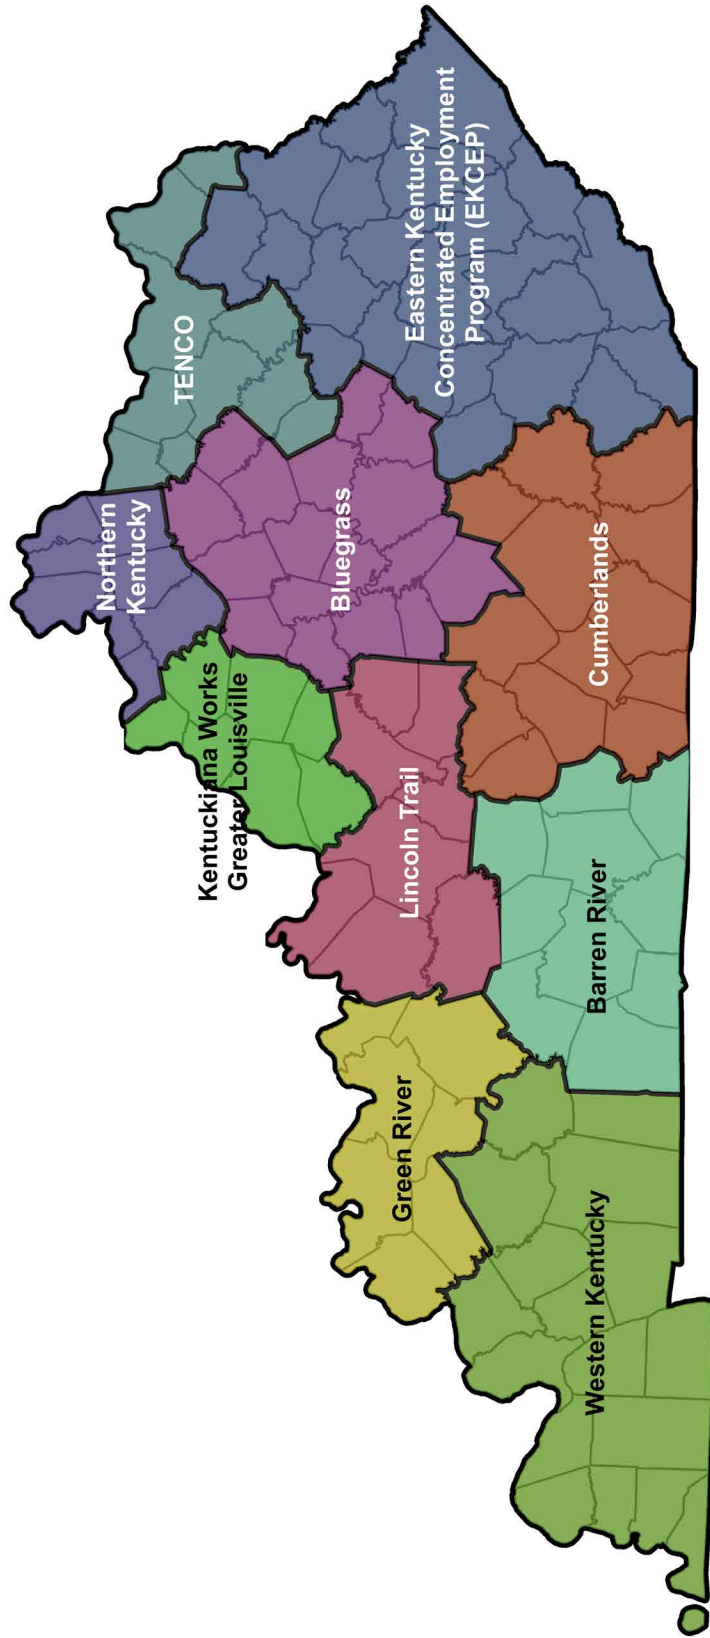 Northern
Kentucky
TENCO
Kentuckiana Works
Greater Louisville
Bluegrass
Eastern Kentucky
Concentrated Employment
Program (EKCEP)
Lincoln Trail
Green River
Cumberlands
Barren River
Western Kentucky